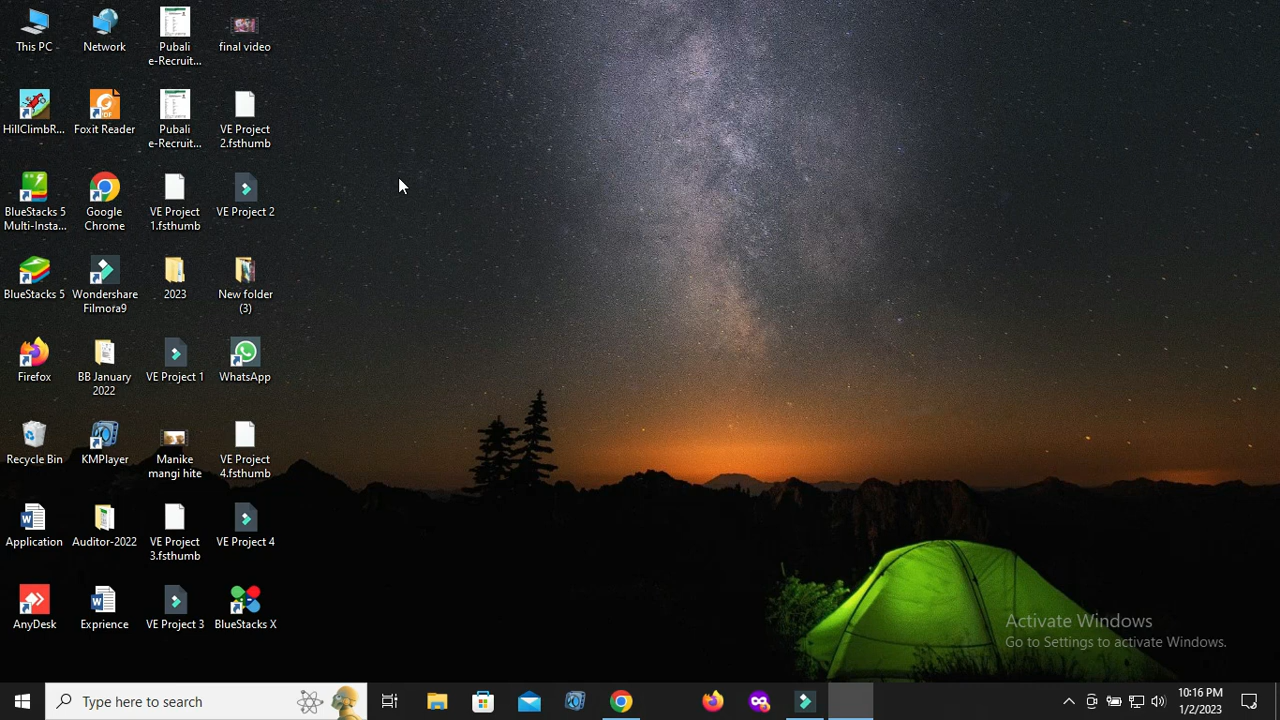 This PC
Network
Pubali
e-Recruit...
final video
HillClimbR...
Foxit Reader
Pubali
e-Recruit...
VE Project
2.fsthumb
BlueStacks 5
Multi-Insta...
Google
Chrome
VE Project
1.fsthumb
VE Project 2
BlueStacks 5
Wondershare
Filmora9
2023
New folder
(3)
Firefox
BB January
2022
VE Project 1
WhatsApp
Recycle Bin
KMPlayer
Manike
mangi hite
VE Project
4.fsthumb
Application
Auditor-2022
VE Project
3.fsthumb
VE Project 4
AnyDesk
Exprience
VE Project 3
BlueStacks X
Activate Windows
Go to Settings to activate Windows.
Type here to search
:16 PM
1/2/2023